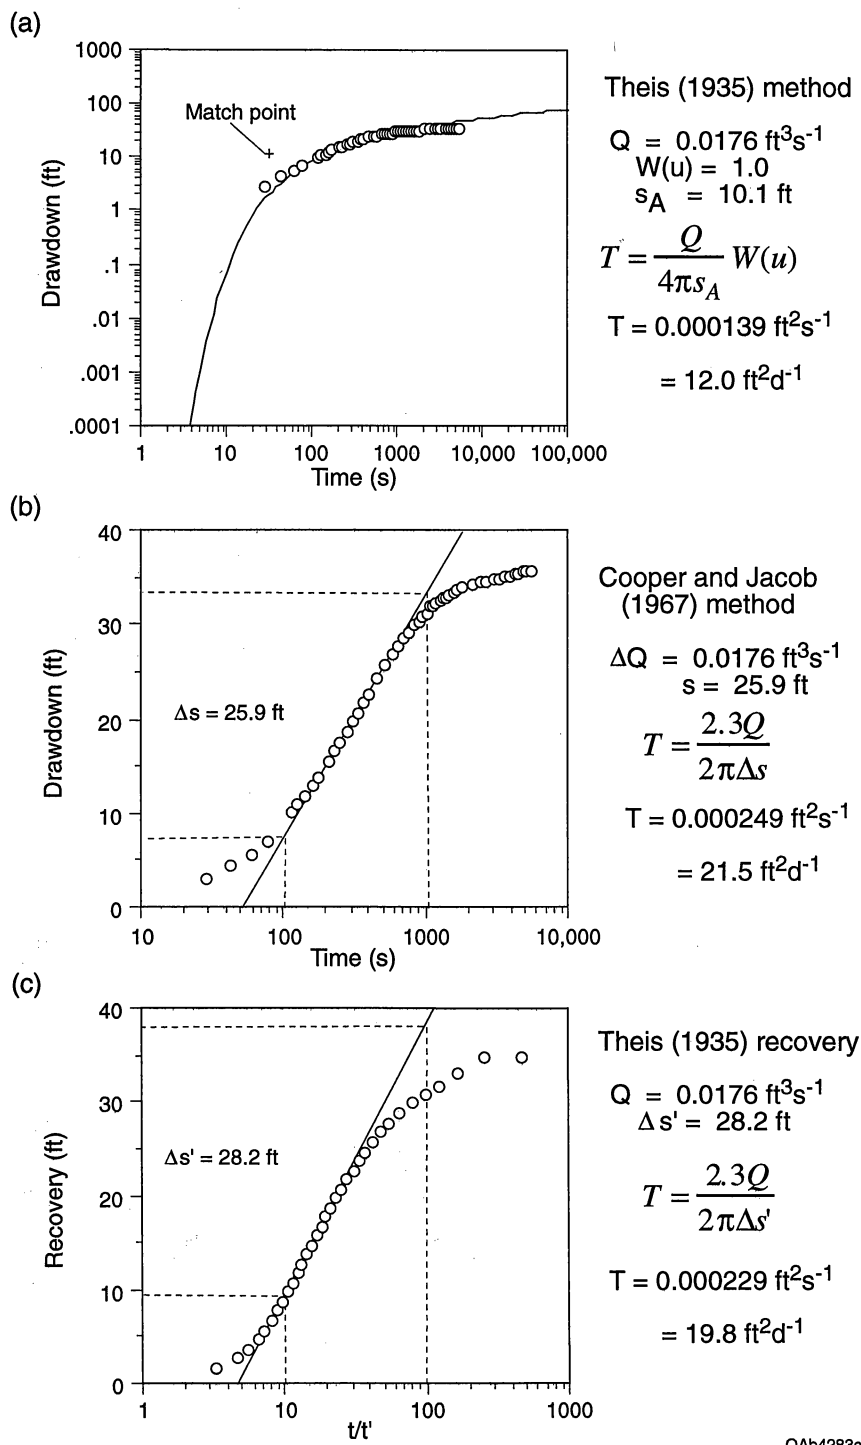 (a)
1000
100
10
1
.1
.01
.001
.0001
Drawdown (ft)
Match point
1 10 100 1000 10,000 100,000
Time (s)
Theis (1935) method
Q = 0.0176 ft³s⁻¹
W(u) = 1.0
s_A = 10.1 ft
T = Q / 4πs_A W(u)
T = 0.000139 ft²s⁻¹
= 12.0 ft²d⁻¹
(b)
40
30
20
10
0
Drawdown (ft)
Δs = 25.9 ft
10 100 1000 10,000
Time (s)
Cooper and Jacob
(1967) method
ΔQ = 0.0176 ft³s⁻¹
s = 25.9 ft
T = 2.3Q / 2πΔs
T = 0.000249 ft²s⁻¹
= 21.5 ft²d⁻¹
(c)
40
30
20
10
0
Recovery (ft)
Δs' = 28.2 ft
1 10 100 1000
t/t'
Theis (1935) recovery
Q = 0.0176 ft³s⁻¹
Δs' = 28.2 ft
T = 2.3Q / 2πΔs'
T = 0.000229 ft²s⁻¹
= 19.8 ft²d⁻¹